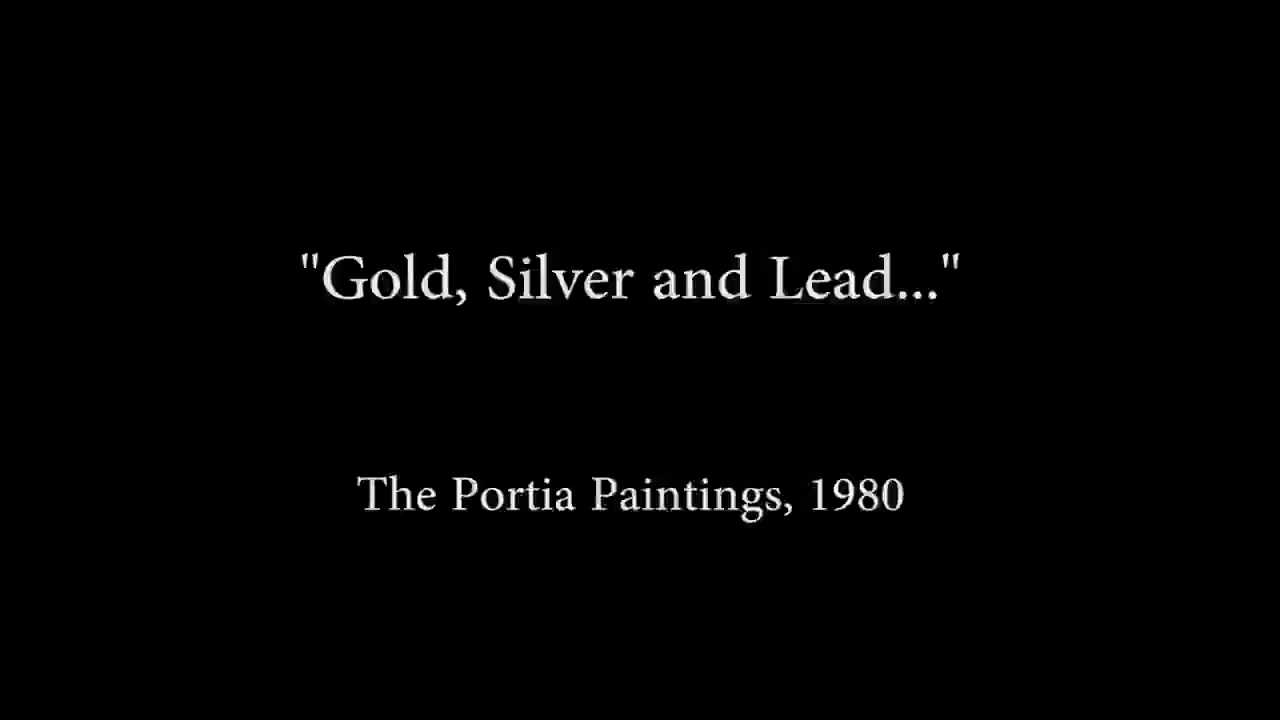 "Gold, Silver and Lead..."
The Portia Paintings, 1980